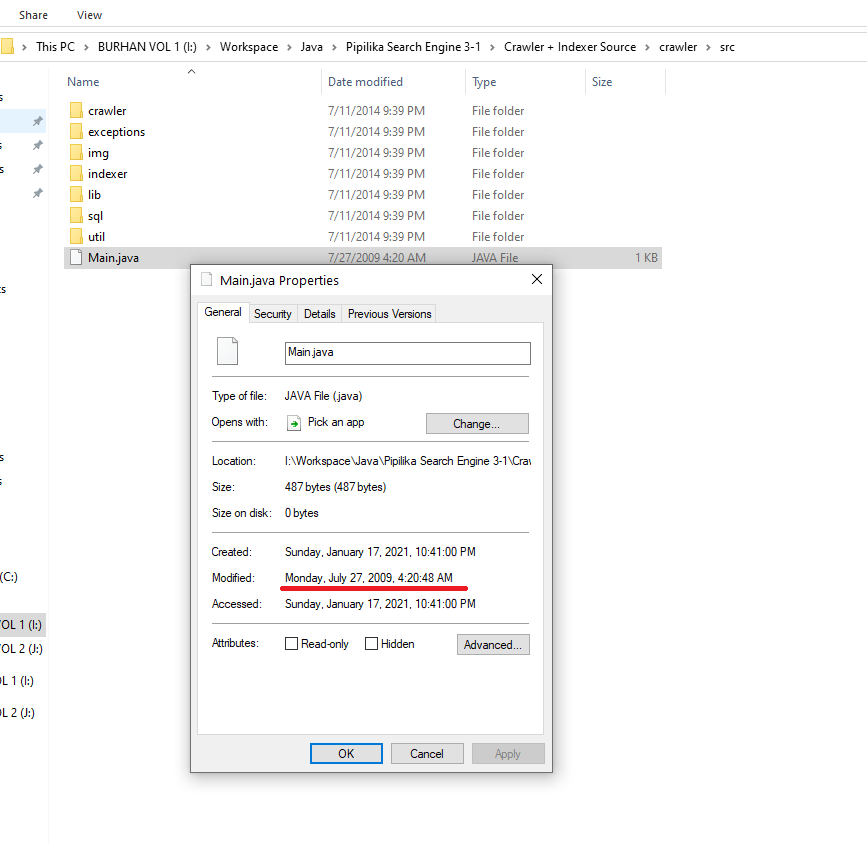 Share View
This PC > BURHAN VOL 1 (I:) > Workspace > Java > Pipilika Search Engine 3-1 > Crawler + Indexer Source > crawler > src
Name Date modified Type Size
crawler 7/11/2014 9:39 PM File folder
exceptions 7/11/2014 9:39 PM File folder
img 7/11/2014 9:39 PM File folder
indexer 7/11/2014 9:39 PM File folder
lib 7/11/2014 9:39 PM File folder
sql 7/11/2014 9:39 PM File folder
util 7/11/2014 9:39 PM File folder
Main.java 7/27/2009 4:20 AM JAVA File 1 KB
Main.java Properties
General Security Details Previous Versions
Main.java
Type of file: JAVA File (.java)
Opens with: Pick an app Change...
Location: I:\Workspace\Java\Pipilika Search Engine 3-1\Crav
Size: 487 bytes (487 bytes)
Size on disk: 0 bytes
Created: Sunday, January 17, 2021, 10:41:00 PM
Modified: Monday, July 27, 2009, 4:20:48 AM
Accessed: Sunday, January 17, 2021, 10:41:00 PM
Attributes: Read-only Hidden Advanced...
OK Cancel Apply
(C:)
OL 1 (I:)
OL 2 (J:)
L 1 (I:)
L 2 (J:)